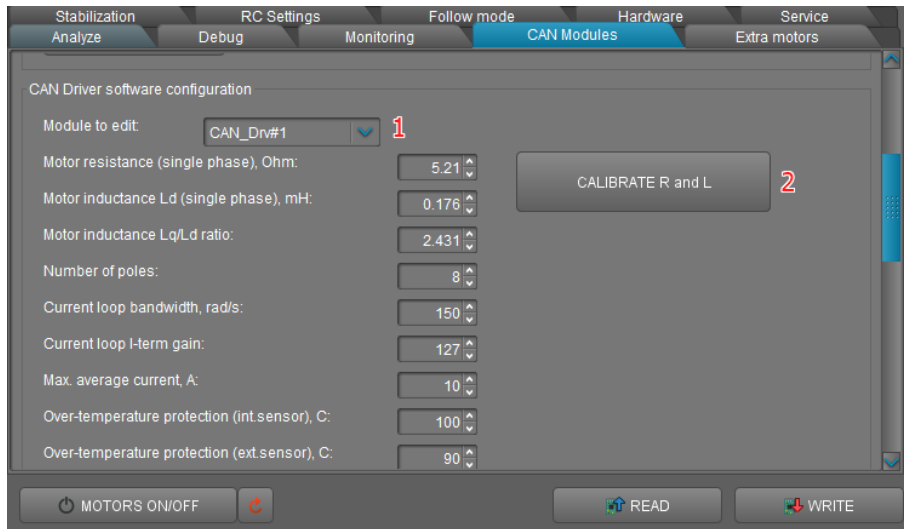 Stabilization RC Settings Follow mode Hardware Service
Analyze Debug Monitoring CAN Modules Extra motors
CAN Driver software configuration
Module to edit: CAN_Drv#1 1
Motor resistance (single phase), Ohm: 5.21
CALIBRATE R and L 2
Motor inductance Ld (single phase), mH: 0.176
Motor inductance Lq/Ld ratio: 2.431
Number of poles: 8
Current loop bandwidth, rad/s: 150
Current loop I-term gain: 127
Max. average current, A: 10
Over-temperature protection (int.sensor), C: 100
Over-temperature protection (ext.sensor), C: 90
MOTORS ON/OFF READ WRITE